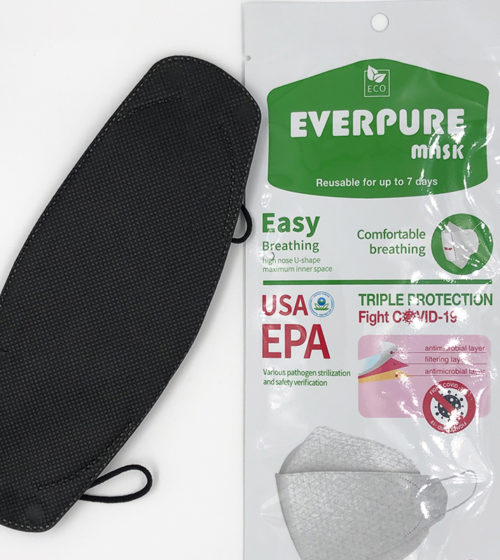 ECO
EVERPURE
MASK
Reusable for up to 7 days
Easy
Breathing
high nose U-shape
maximum inner space
Comfortable
breathing
USA
EPA
Various pathogen strilization
and safety verification
TRIPLE PROTECTION
Fight COVID-19
antimicrobial layer
filtering layer
antimicrobial layer